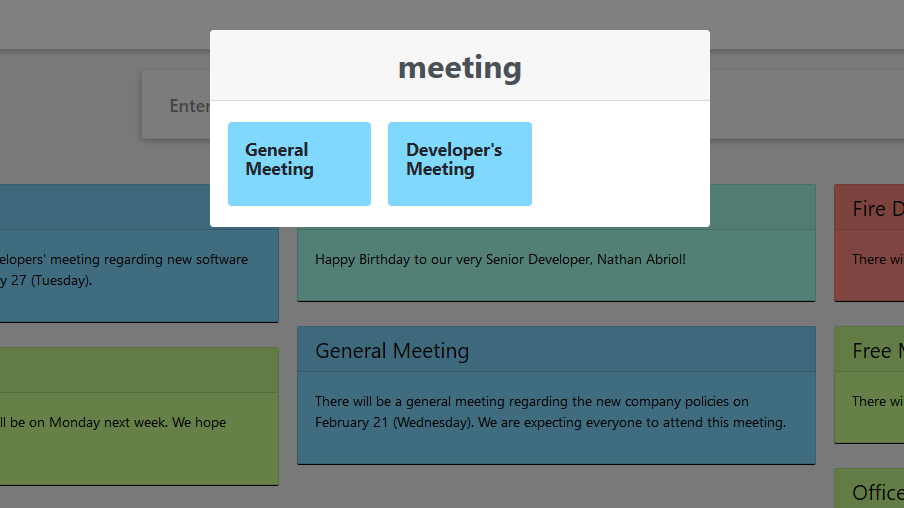 meeting
Enter
General
Meeting
Developer's
Meeting
Fire D
elopers' meeting regarding new software
y 27 (Tuesday).
Happy Birthday to our very Senior Developer, Nathan Abriol!
There wi
General Meeting
Free M
There will be a general meeting regarding the new company policies on
February 21 (Wednesday). We are expecting everyone to attend this meeting.
ll be on Monday next week. We hope
There wi
Office